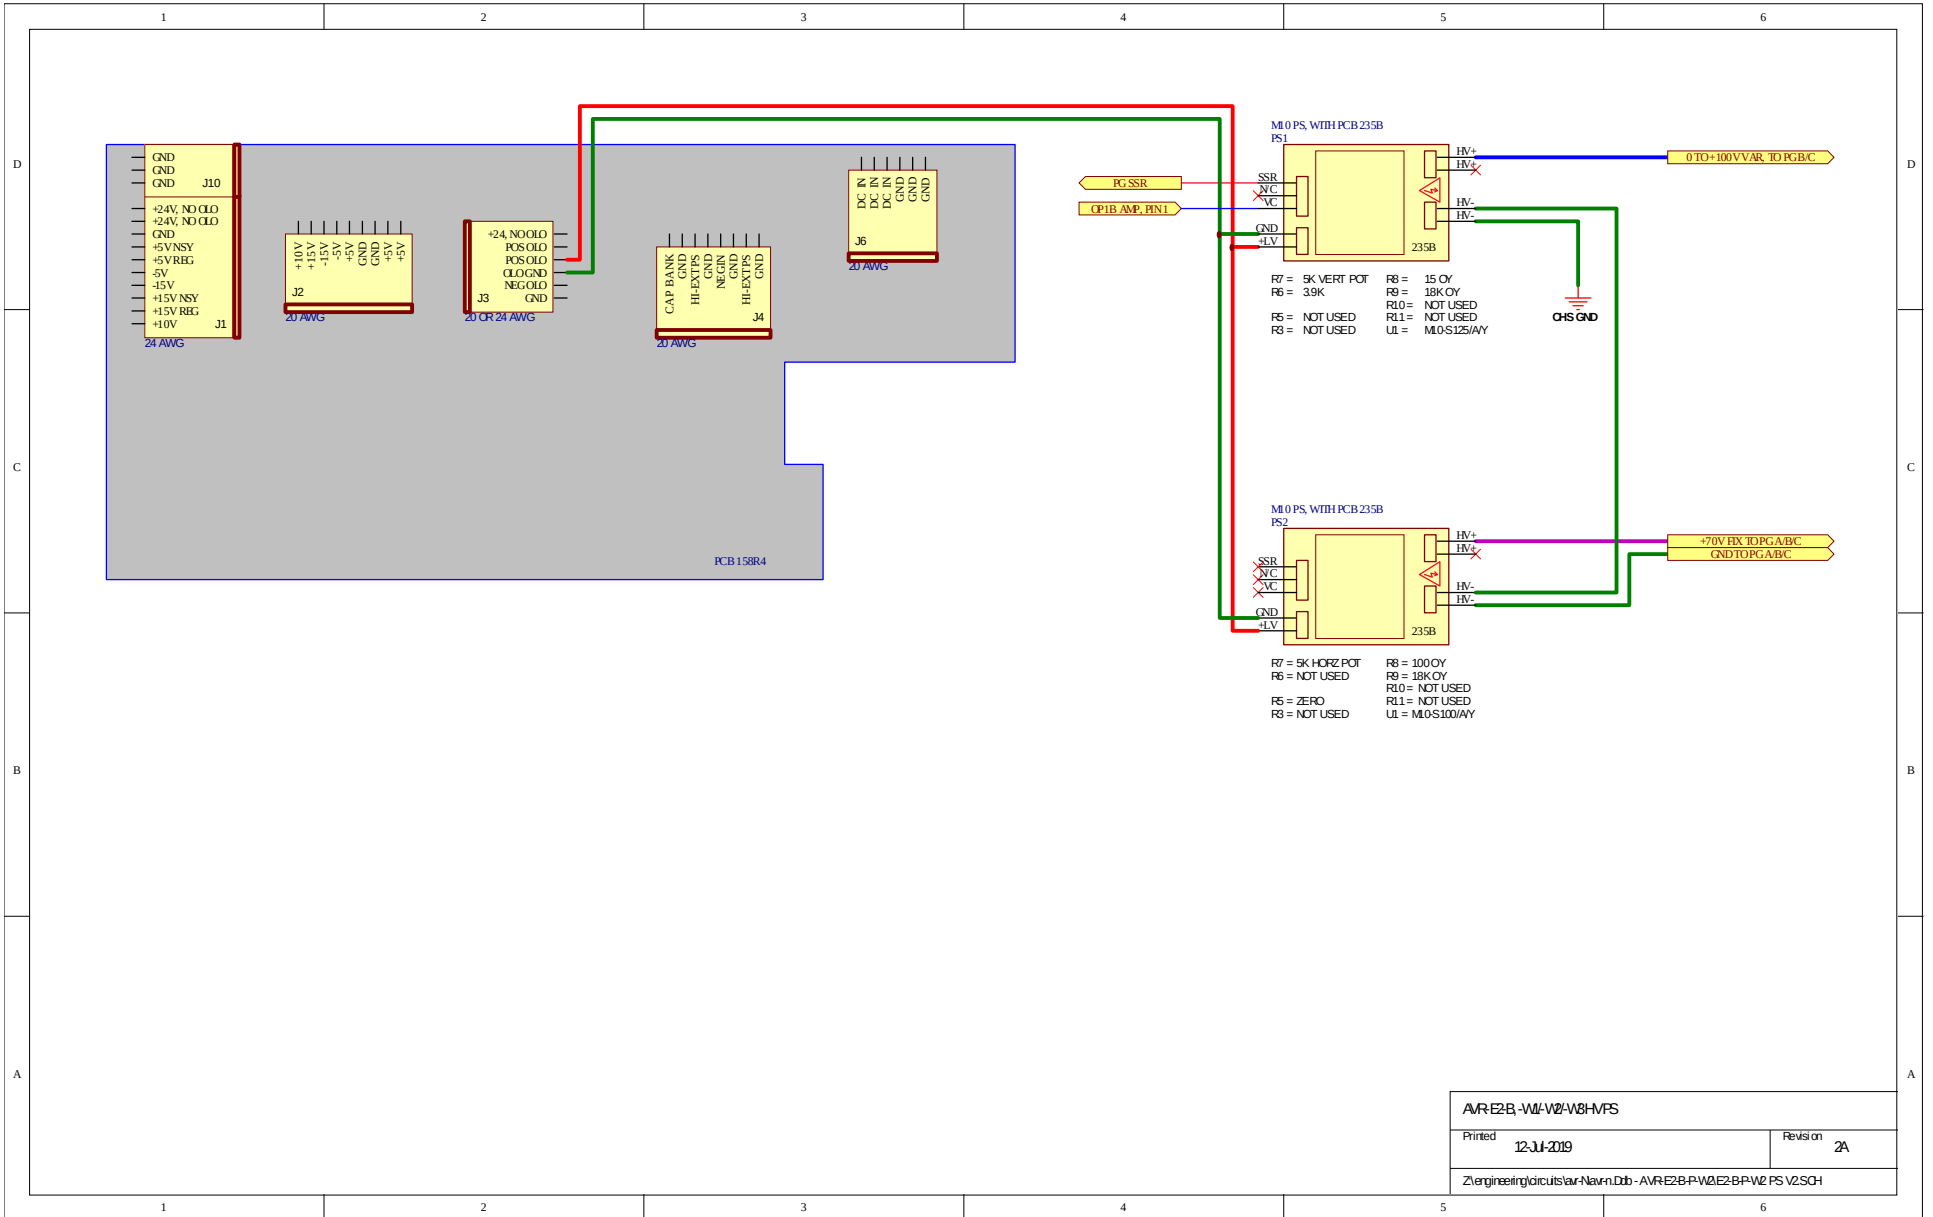 1 2 3 4 5 6
D
GND
GND
GND
J10
+24V, NO OLO
+24V, NO OLO
GND
+5V NSY
+5V REG
-5V
-15V
+15V NSY
+15V REG
+10V
J1
24 AWG
+10V
+15V
-15V
-5V
+5V
GND
GND
+5V
+5V
J2
20 AWG
+24, NO OLO
POS OLO
POS OLO
OLO GND
NEG OLO
GND
J3
20 OR 24 AWG
CAP BANK
GND
HI-EXTPS
GND
NEGIN
GND
HI-EXTPS
GND
J4
20 AWG
DC IN
DC IN
DC IN
GND
GND
GND
J6
20 AWG
PCB 158R4
PG SSR
OP1B AMP, PIN 1
M10 PS, WITH PCB 235B
PS1
SSR
N/C
VC
GND
+LV
HV+
HV+
HV-
HV-
235B
0 TO +100V VAR, TO PG B/C
R7 = 5K VERT POT R8 = 15 OY
R6 = 3.9K R9 = 18K OY
R10 = NOT USED
R5 = NOT USED R11 = NOT USED
R3 = NOT USED U1 = M10-S125/A/Y
CHS GND
D
C
C
M10 PS, WITH PCB 235B
PS2
SSR
N/C
VC
GND
+LV
HV+
HV+
HV-
HV-
235B
+70V FIX TO PG A/B/C
GND TO PG A/B/C
R7 = 5K HORZ POT R8 = 100 OY
R6 = NOT USED R9 = 18K OY
R10 = NOT USED
R5 = ZERO R11 = NOT USED
R3 = NOT USED U1 = M10-S100/A/Y
B
B
A
A
AVR-E2-B, -W1/-W2/-W3 HVPS
Printed 12-Jul-2019 Revision 2A
Z:\engineering\circuits\avr-Navr-n.Ddb - AVR-E2-B-P-W2\E2-B-P-W2 PS V2.SCH
1 2 3 4 5 6